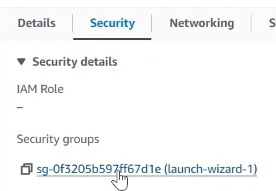 Details Security Networking S
▼ Security details
IAM Role
–
Security groups
sg-0f3205b597ff67d1e (launch-wizard-1)